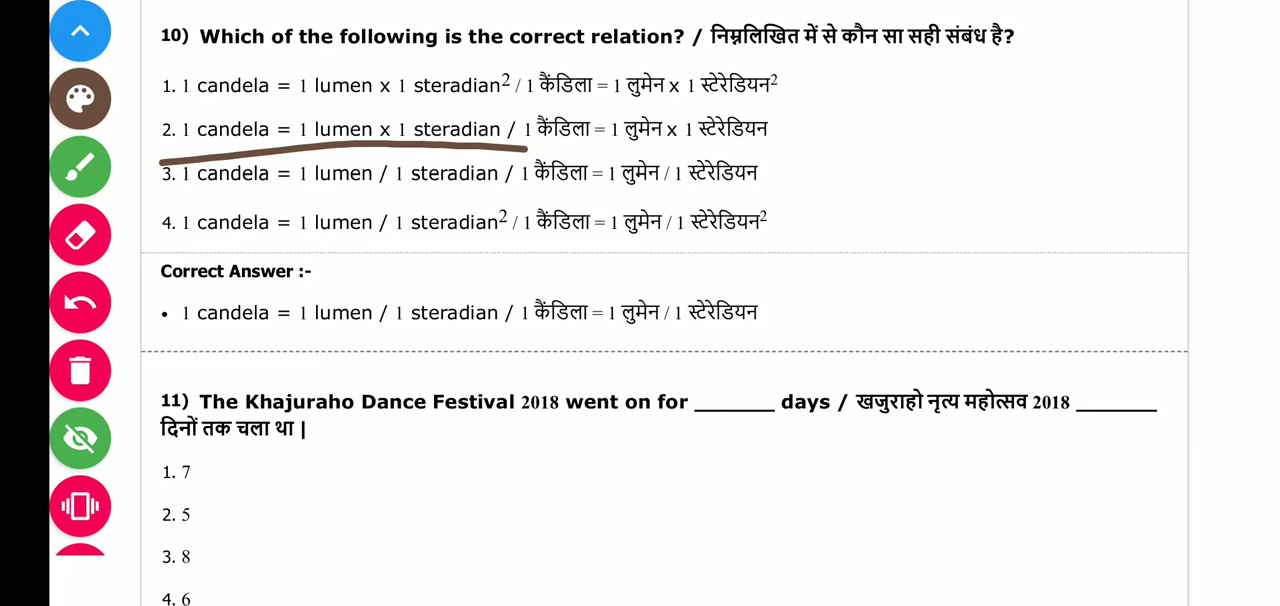 10) Which of the following is the correct relation? / निम्नलिखित में से कौन सा सही संबंध है?
1. 1 candela = 1 lumen x 1 steradian² / 1 कैंडिला = 1 लुमेन x 1 स्टेरेडियन²
2. 1 candela = 1 lumen x 1 steradian / 1 कैंडिला = 1 लुमेन x 1 स्टेरेडियन
3. 1 candela = 1 lumen / 1 steradian / 1 कैंडिला = 1 लुमेन / 1 स्टेरेडियन
4. 1 candela = 1 lumen / 1 steradian² / 1 कैंडिला = 1 लुमेन / 1 स्टेरेडियन²
Correct Answer :-
• 1 candela = 1 lumen / 1 steradian / 1 कैंडिला = 1 लुमेन / 1 स्टेरेडियन
11) The Khajuraho Dance Festival 2018 went on for _______ days / खजुराहो नृत्य महोत्सव 2018 _______
दिनों तक चला था |
1. 7
2. 5
3. 8
4. 6